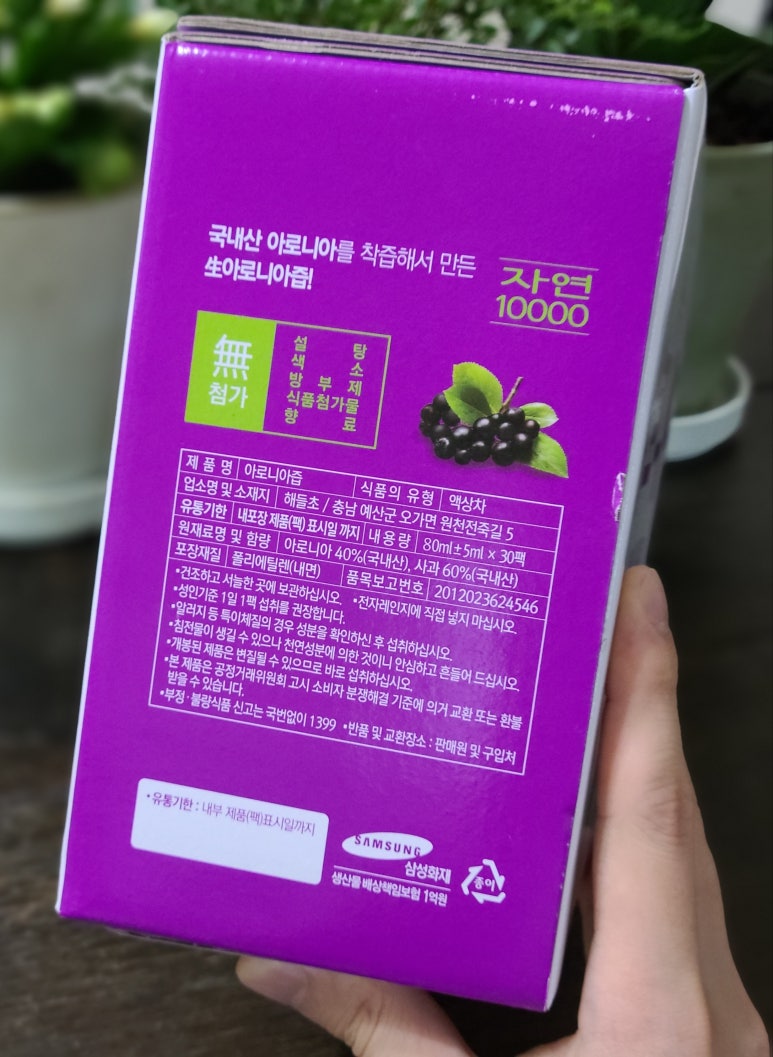 국내산 아로니아를 착즙해서 만든
生아로니아즙!
자연
10000
無
첨가
설탕
색소
방부제
식품첨가물
향료
제 품 명 아로니아즙 식품의 유형 액상차
업소명 및 소재지 해들초 / 충남 예산군 오가면 원천전죽길 5
유통기한 내포장 제품(팩) 표시일 까지 내 용 량 80ml±5ml × 30팩
원재료명 및 함량 아로니아 40%(국내산), 사과 60%(국내산)
포장재질 폴리에틸렌(내면) 품목보고번호 2012023624546
•건조하고 서늘한 곳에 보관하십시오. •전자레인지에 직접 넣지 마십시오.
•성인기준 1일 1팩 섭취를 권장합니다.
•알러지 등 특이체질의 경우 성분을 확인하신 후 섭취하십시오.
•침전물이 생길 수 있으나 천연성분에 의한 것이니 안심하고 흔들어 드십시오.
•개봉된 제품은 변질될 수 있으므로 바로 섭취하십시오.
•본 제품은 공정거래위원회 고시 소비자 분쟁해결 기준에 의거 교환 또는 환불
받을 수 있습니다.
•부정·불량식품 신고는 국번없이 1399 •반품 및 교환장소 : 판매원 및 구입처
•유통기한 : 내부 제품(팩)표시일까지
SAMSUNG
삼성화재
생산물 배상책임보험 1억원
종이